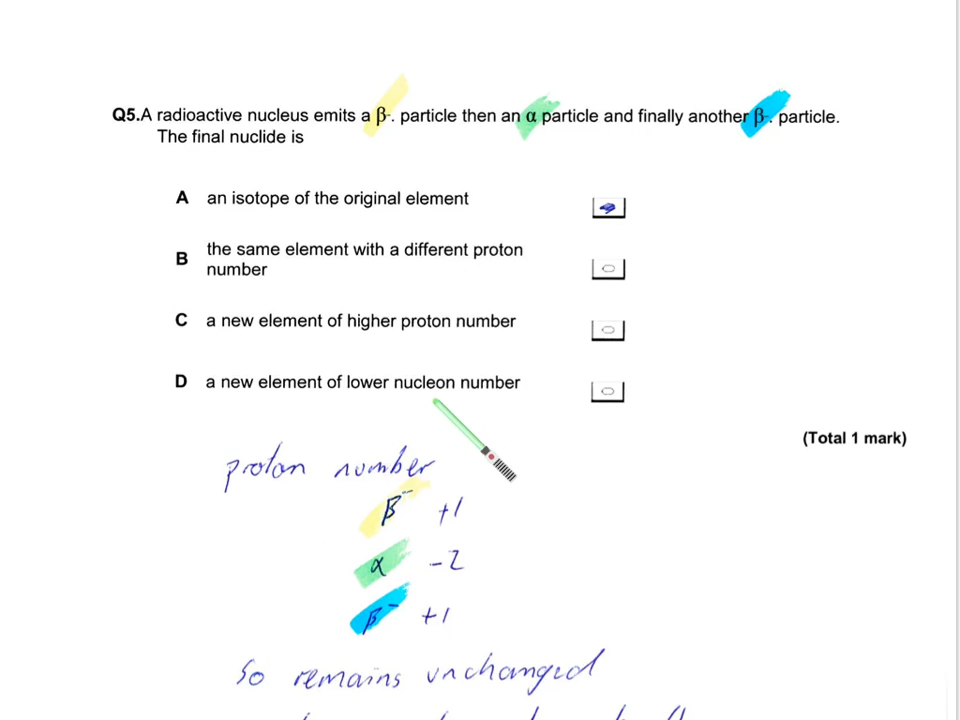 Q5.A radioactive nucleus emits a β-. particle then an α particle and finally another β-. particle.
The final nuclide is
A an isotope of the original element
B the same element with a different proton
number
C a new element of higher proton number
D a new element of lower nucleon number
(Total 1 mark)
proton number
β⁻ +1
α -2
β⁻ +1
So remains unchanged